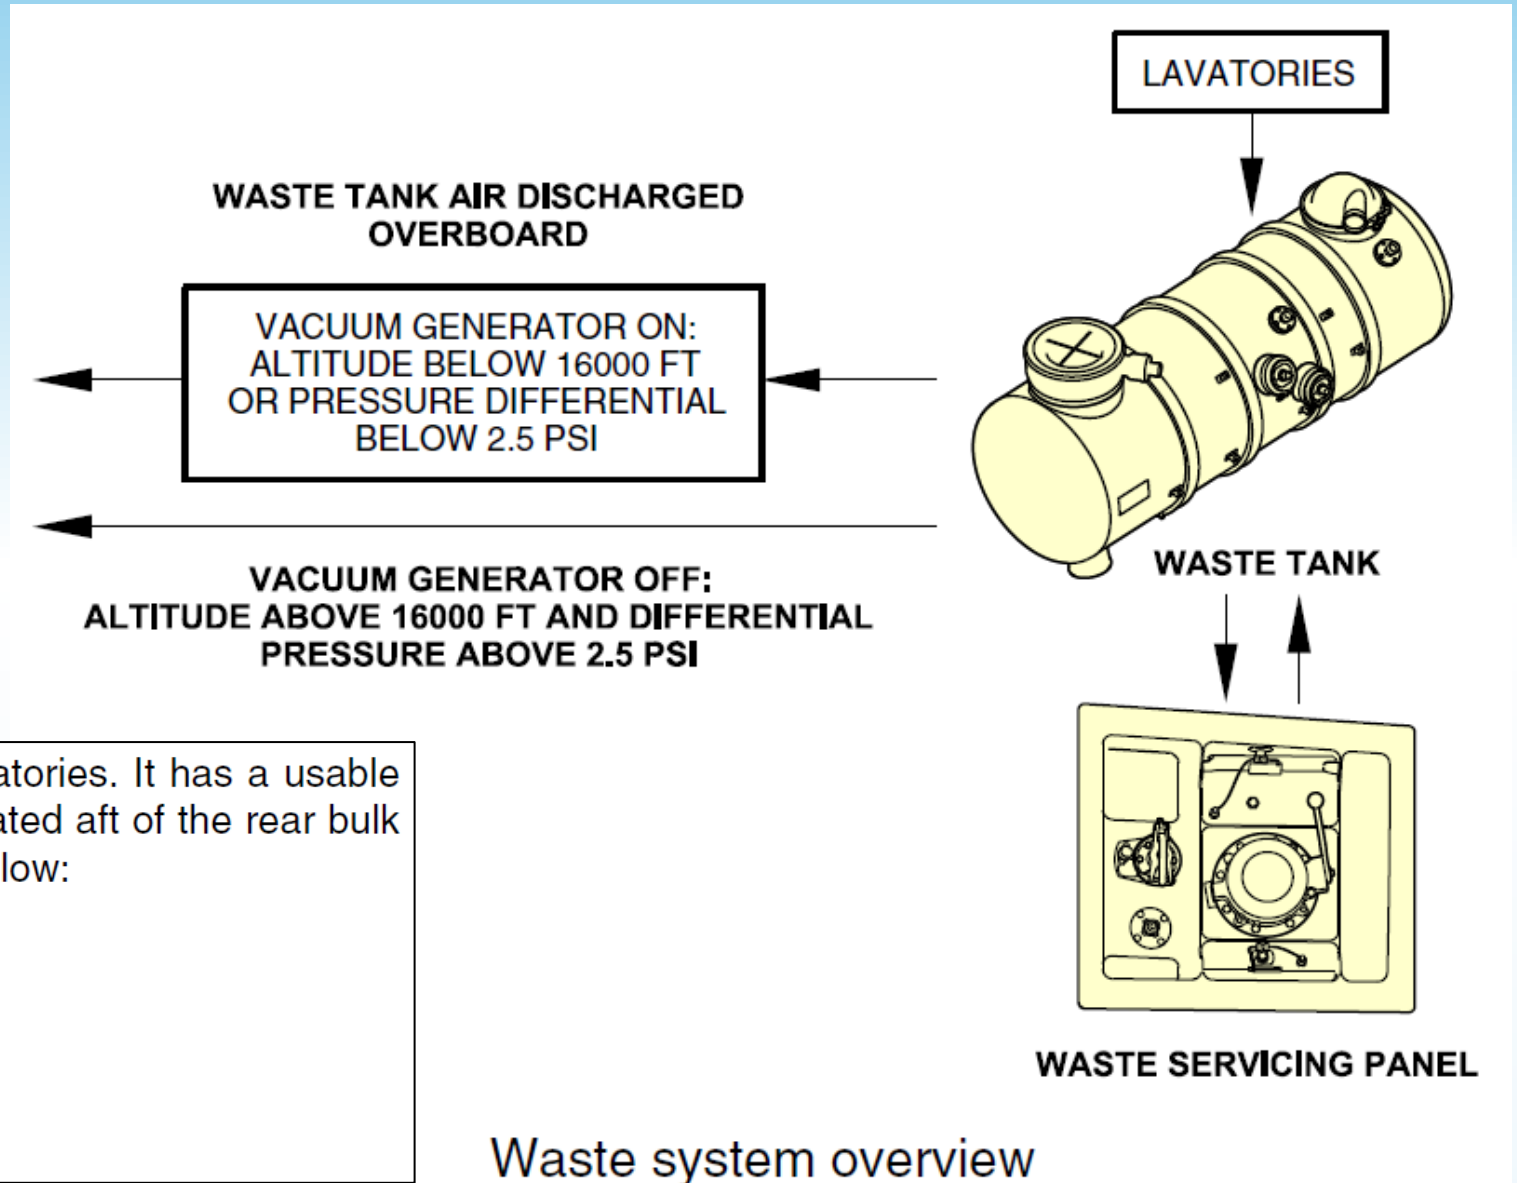 LAVATORIES
WASTE TANK AIR DISCHARGED
OVERBOARD
VACUUM GENERATOR ON:
ALTITUDE BELOW 16000 FT
OR PRESSURE DIFFERENTIAL
BELOW 2.5 PSI
VACUUM GENERATOR OFF:
ALTITUDE ABOVE 16000 FT AND DIFFERENTIAL
PRESSURE ABOVE 2.5 PSI
WASTE TANK
atories. It has a usable
ated aft of the rear bulk
low:
WASTE SERVICING PANEL
Waste system overview